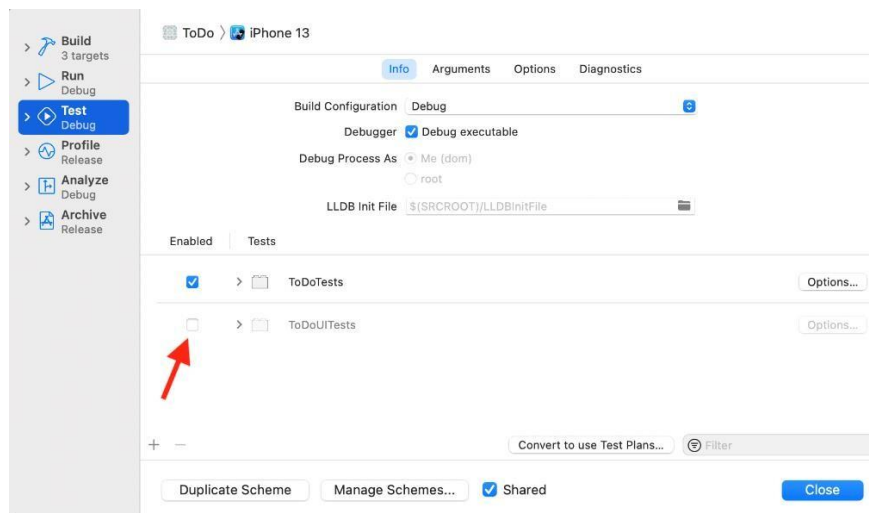 ToDo 〉 iPhone 13
Build
3 targets
Run
Debug
Test
Debug
Profile
Release
Analyze
Debug
Archive
Release
Info Arguments Options Diagnostics
Build Configuration Debug
Debugger Debug executable
Debug Process As Me (dom)
root
LLDB Init File $(SRCROOT)/LLDBInitFile
Enabled Tests
ToDoTests Options...
ToDoUITests Options...
+ − Convert to use Test Plans... Filter
Duplicate Scheme Manage Schemes... Shared Close